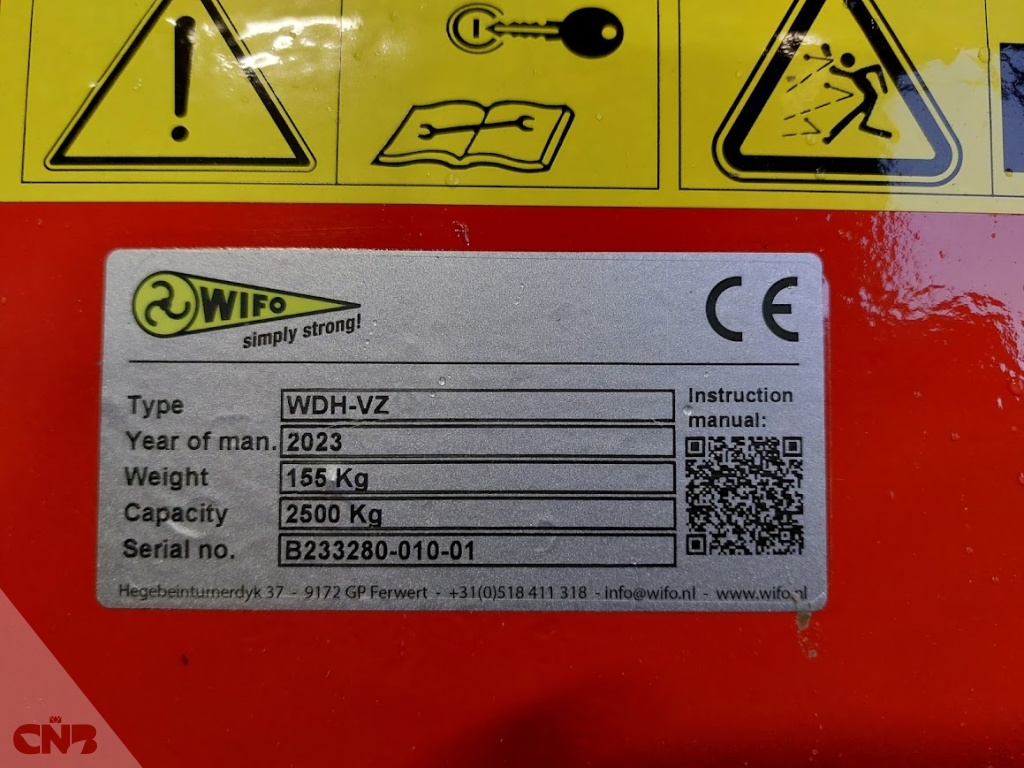 WIFO
simply strong!
CE
Type WDH-VZ
Year of man. 2023
Weight 155 Kg
Capacity 2500 Kg
Serial no. B233280-010-01
Instruction
manual:
Hegebeinturnerdyk 37 - 9172 GP Ferwert - +31(0)518 411 318 - info@wifo.nl - www.wifo.nl
CNB